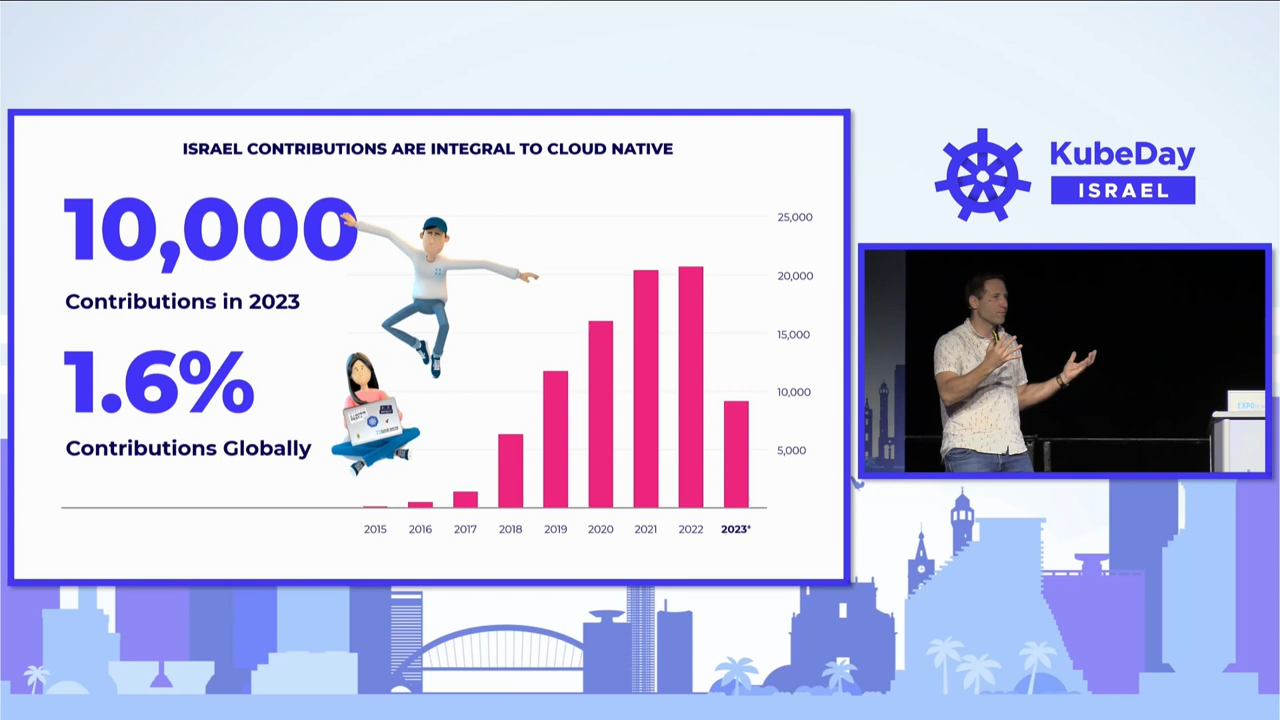 ISRAEL CONTRIBUTIONS ARE INTEGRAL TO CLOUD NATIVE
10,000
Contributions in 2023
1.6%
Contributions Globally
25,000
20,000
15,000
10,000
5,000
2015 2016 2017 2018 2019 2020 2021 2022 2023*
KubeDay
ISRAEL
EXPO